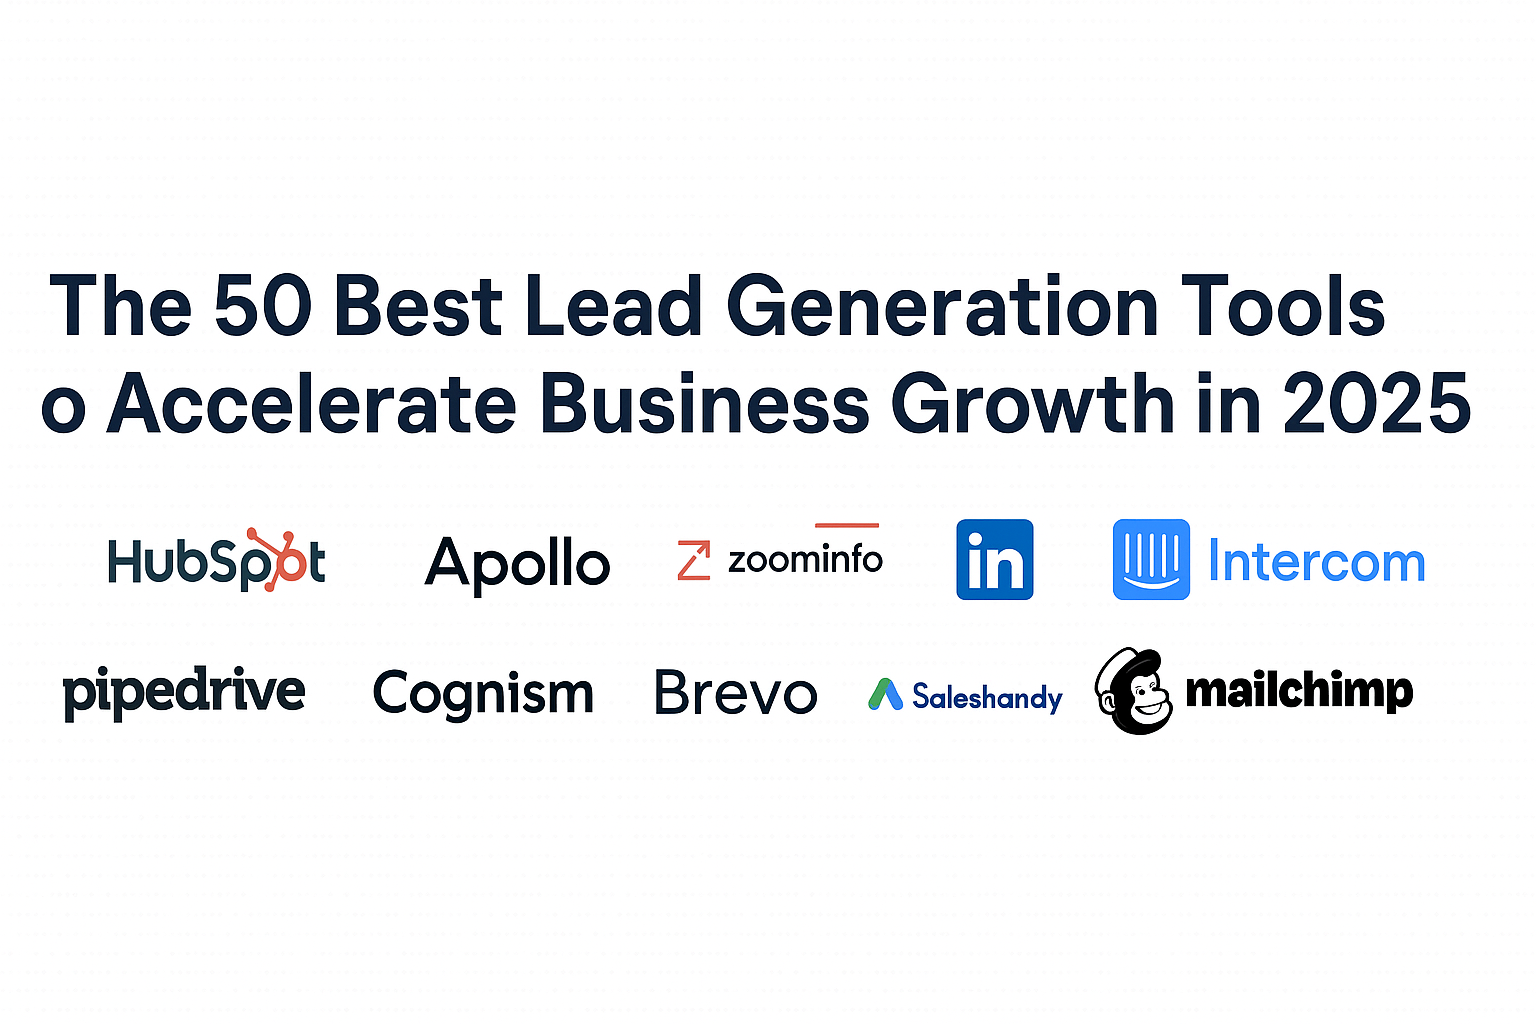 The 50 Best Lead Generation Tools
o Accelerate Business Growth in 2025
HubSpot Apollo zoominfo in Intercom
pipedrive Cognism Brevo Saleshandy mailchimp